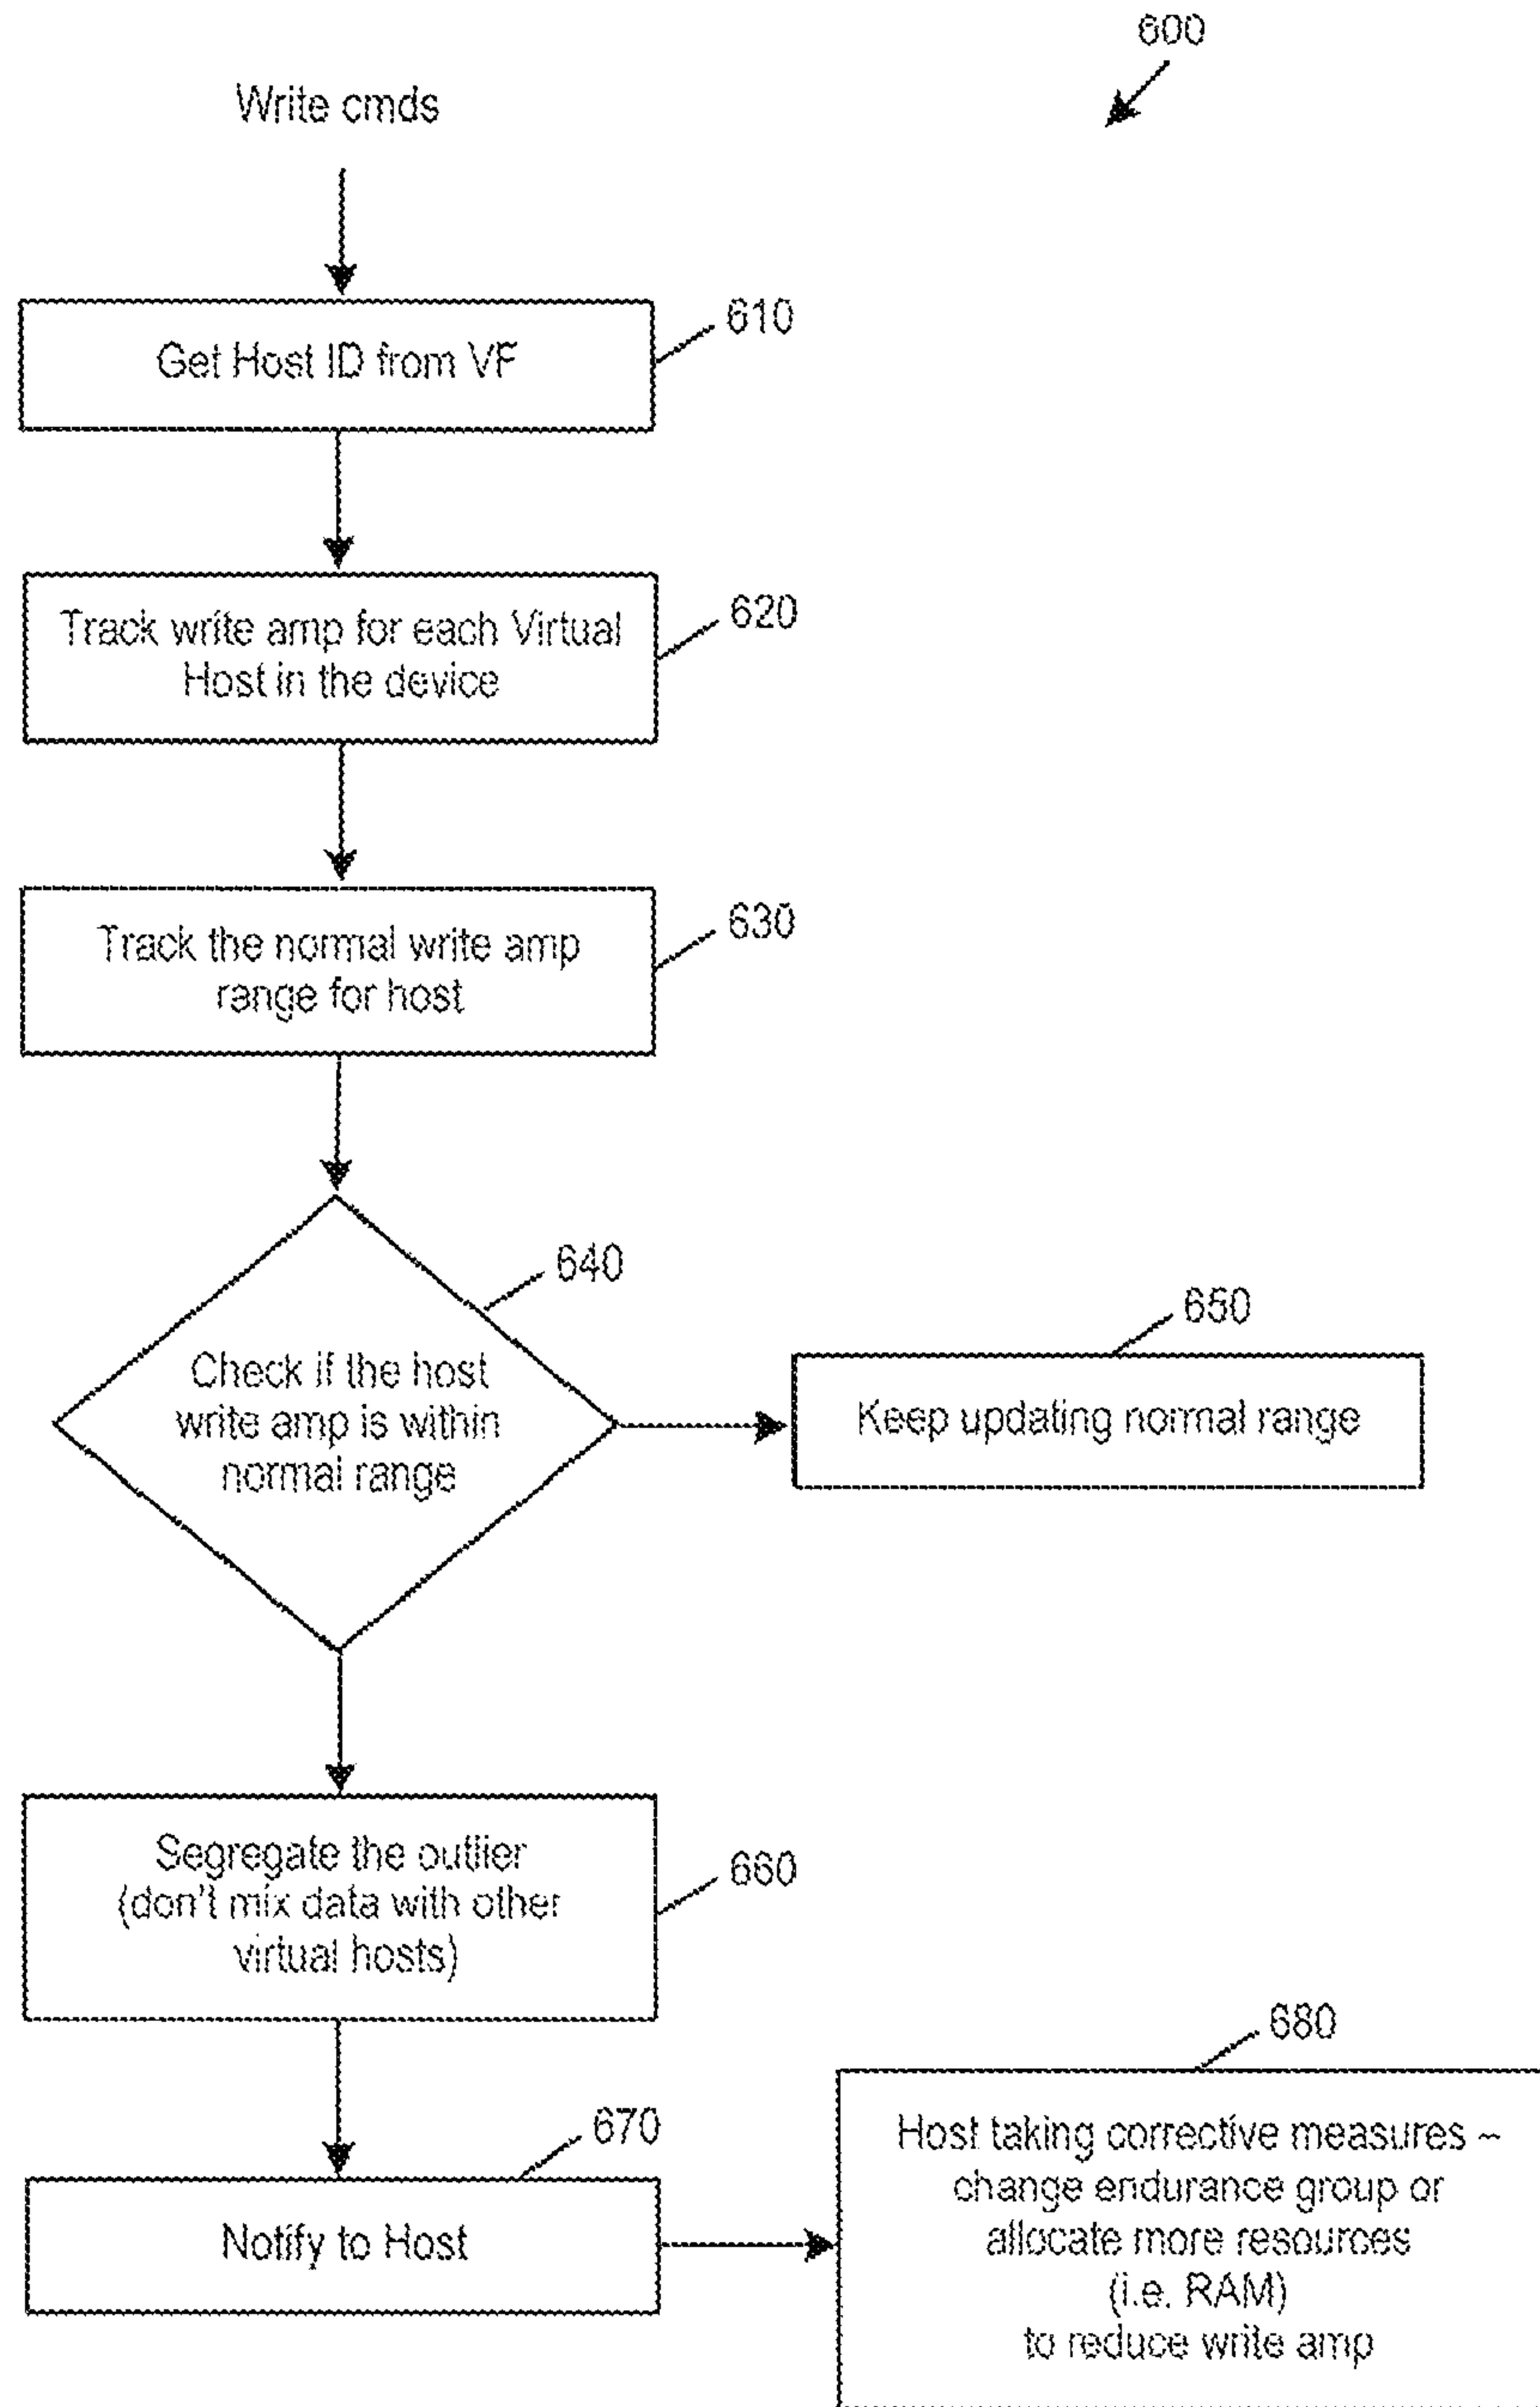 600
Write cmds
610
Get Host ID from VF
620
Track write amp for each Virtual
Host in the device
630
Track the normal write amp
range for host
640
Check if the host
write amp is within
normal range
650
Keep updating normal range
660
Segregate the outlier
(don't mix data with other
virtual hosts)
670
Notify to Host
680
Host taking corrective measures –
change endurance group or
allocate more resources
(i.e. RAM)
to reduce write amp